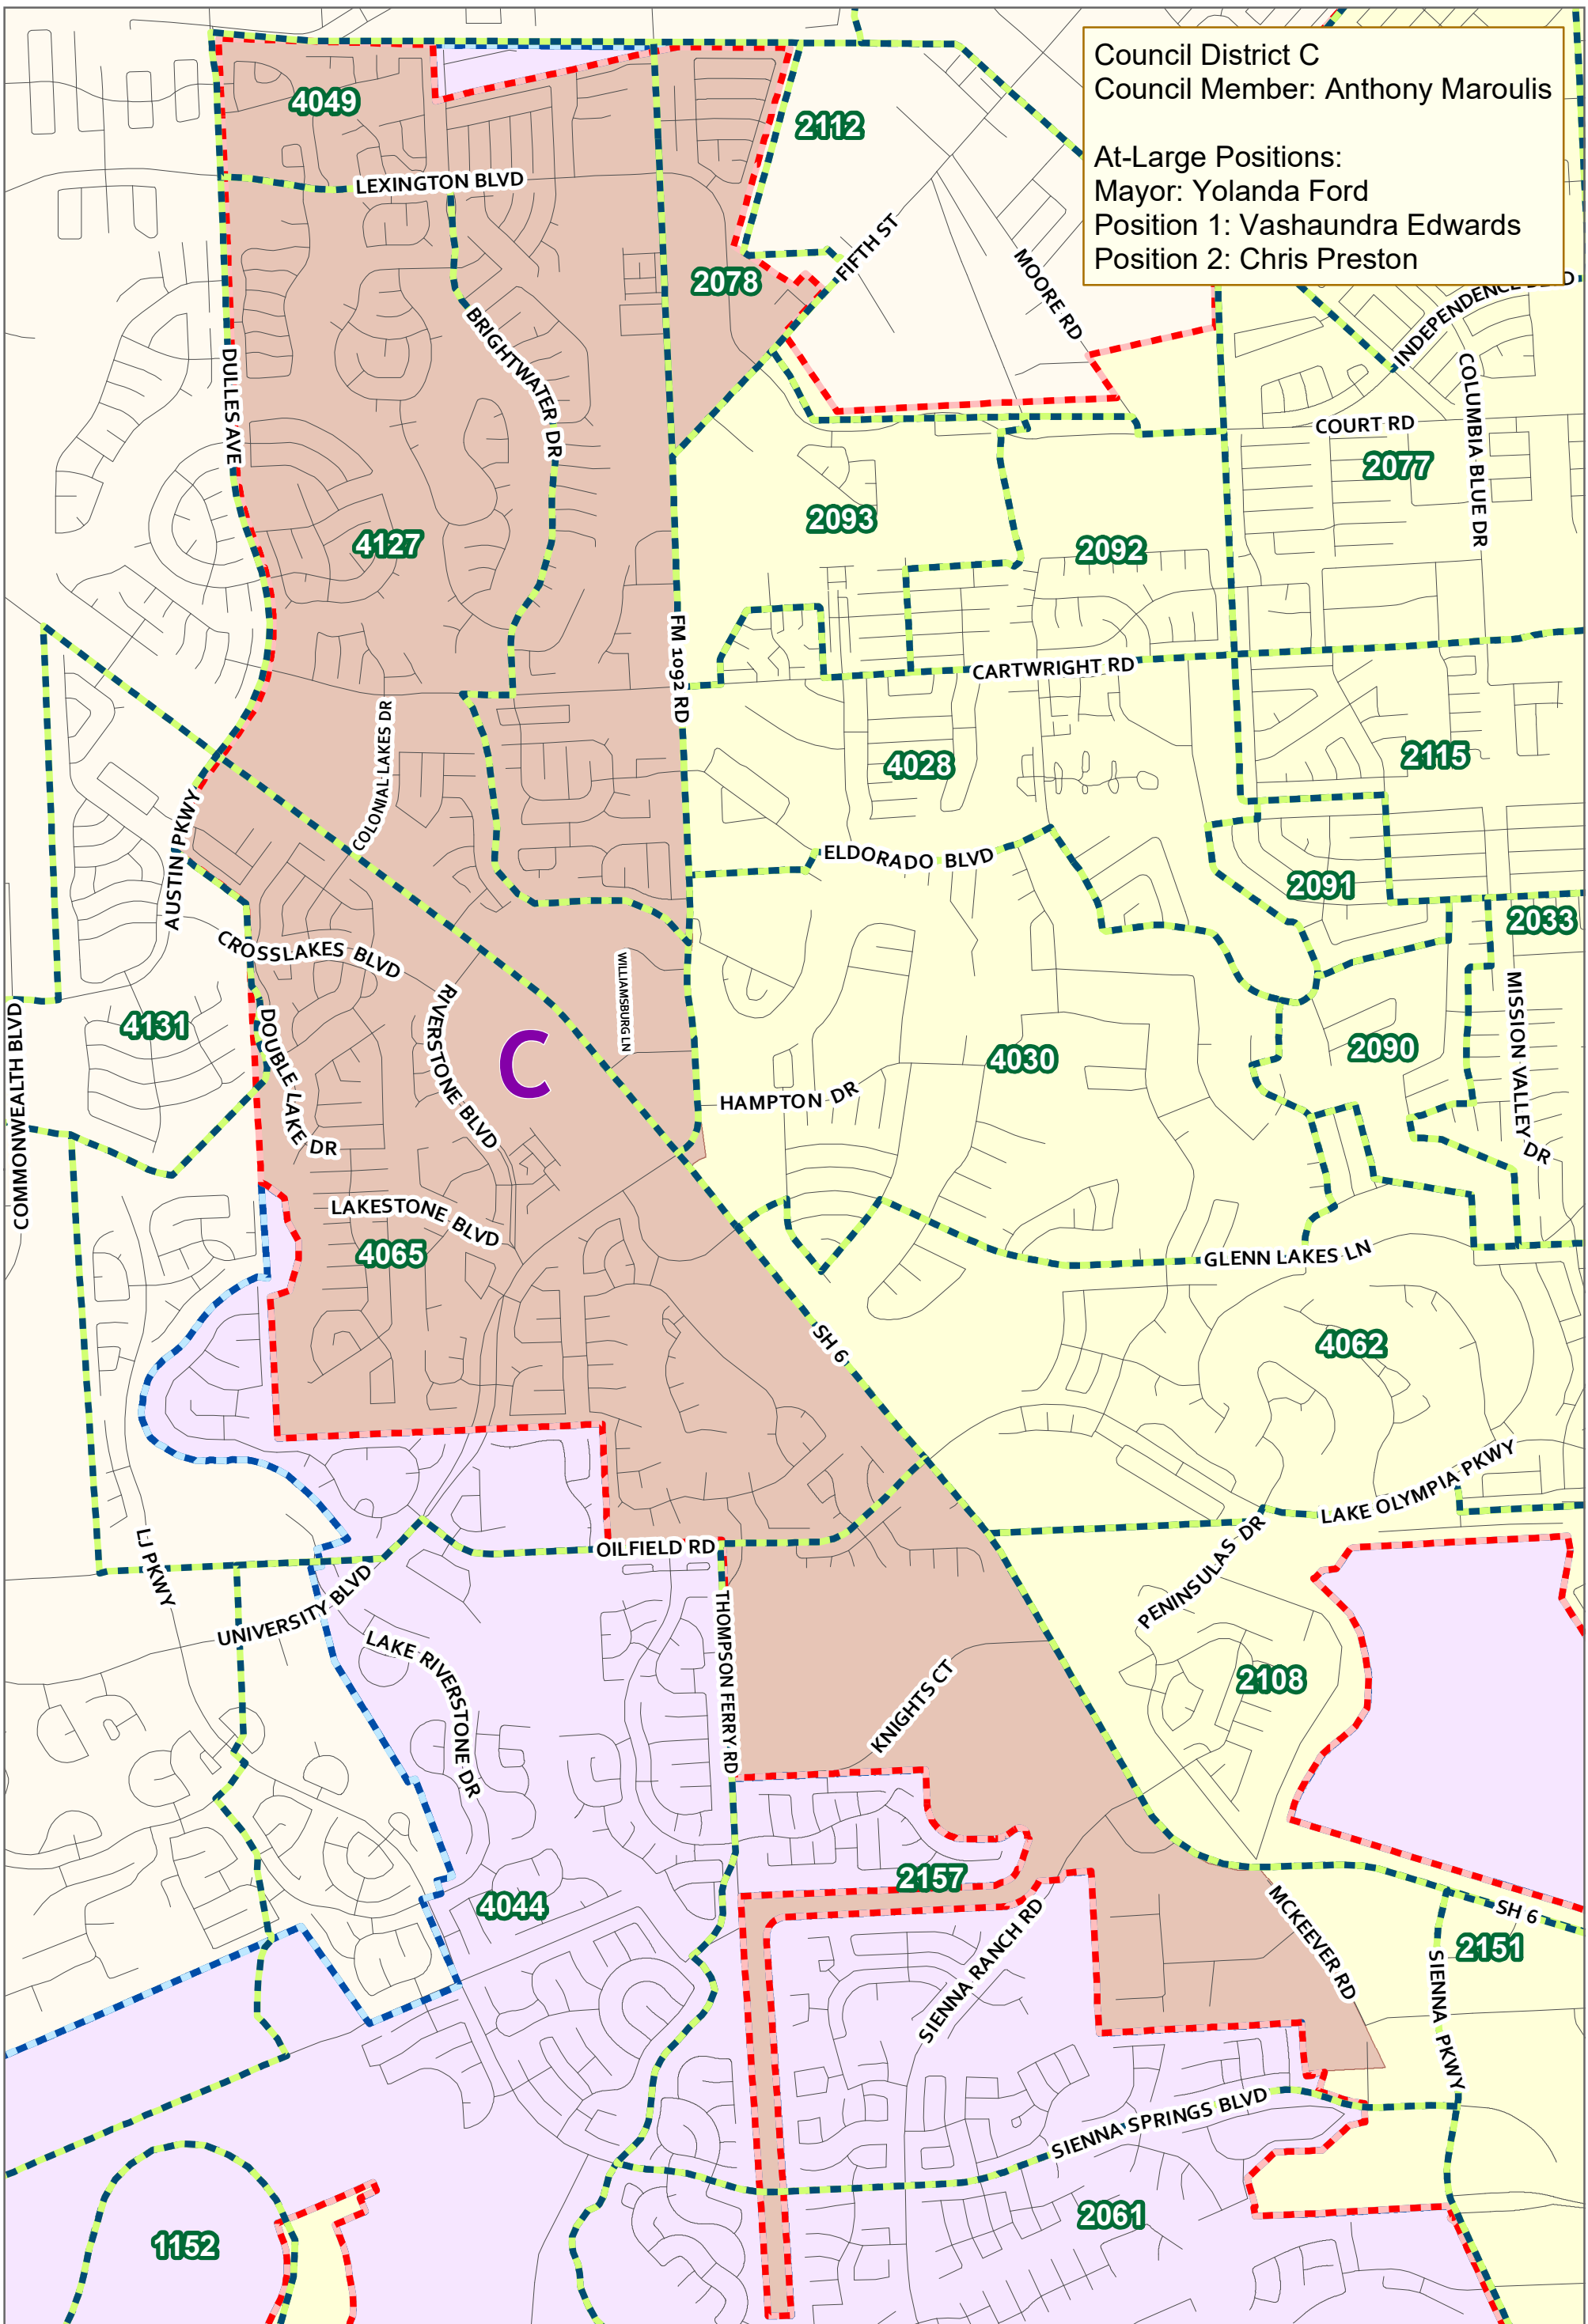 Council District C
Council Member: Anthony Maroulis
At-Large Positions:
Mayor: Yolanda Ford
Position 1: Vashaundra Edwards
Position 2: Chris Preston
4049
2112
LEXINGTON BLVD
FIFTH ST
MOORE RD
2078
INDEPENDENCE
BRIGHTWATER DR
DULLES AVE
COLUMBIA BLUE DR
COURT RD
2077
2093
4127
2092
FM 1092 RD
CARTWRIGHT RD
COLONIAL LAKES DR
4028
2115
AUSTIN PKWY
ELDORADO BLVD
2091
2033
CROSSLAKES BLVD
WILLIAMSBURG LN
RIVERSTONE BLVD
MISSION VALLEY DR
4131
DOUBLE LAKE DR
C
4030
2090
COMMONWEALTH BLVD
HAMPTON DR
LAKESTONE BLVD
4065
GLENN LAKES LN
SH 6
4062
LAKE OLYMPIA PKWY
LJ PKWY
OILFIELD RD
PENINSULAS DR
UNIVERSITY BLVD
THOMPSON FERRY RD
LAKE RIVERSTONE DR
KNIGHTS CT
2108
2157
4044
MCKEEVER RD
SH 6
2151
SIENNA RANCH RD
SIENNA PKWY
SIENNA SPRINGS BLVD
2061
1152